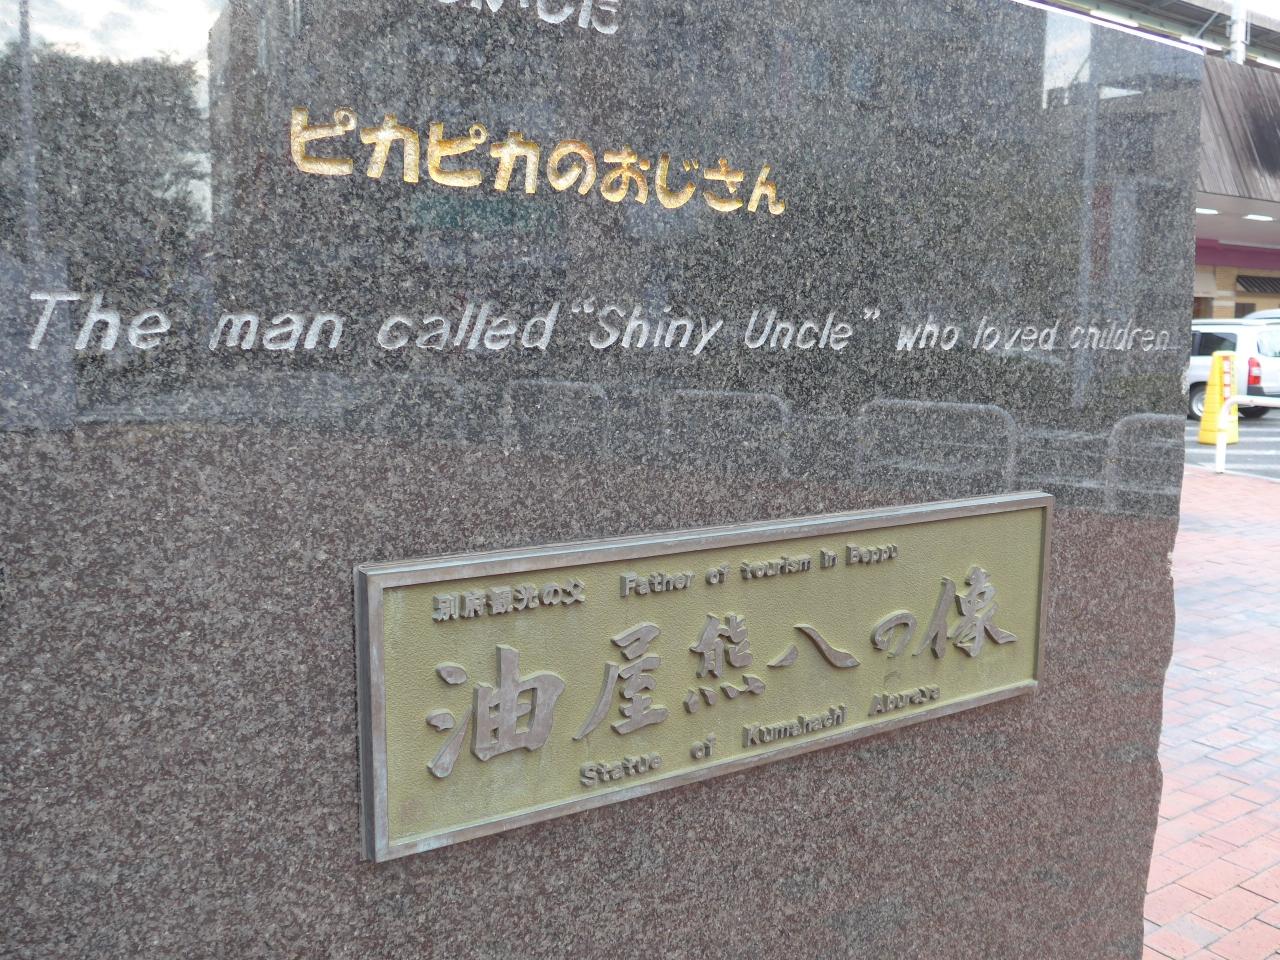 した
ピカピカのおじさん
The man called "Shiny Uncle" who loved children
別府観光の父 Father of tourism in Beppu
油屋熊八の像
Statue of Kumahachi Aburaya